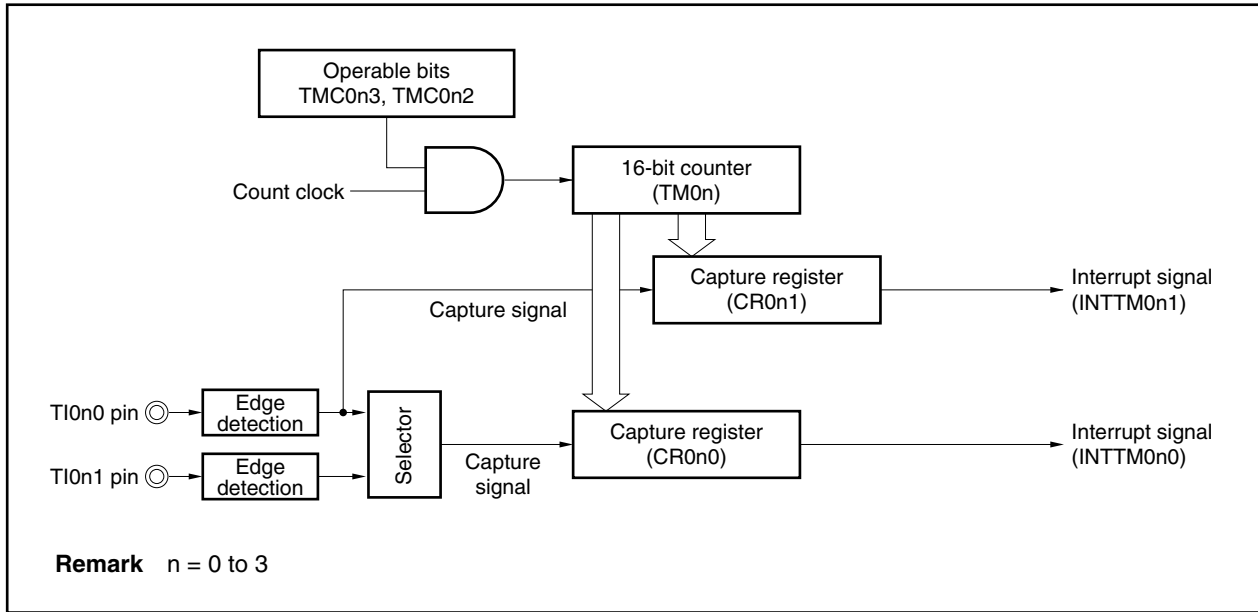 Operable bits
TMC0n3, TMC0n2
Count clock
16-bit counter
(TM0n)
Capture register
(CR0n1)
Interrupt signal
(INTTM0n1)
Capture signal
TI0n0 pin
Edge
detection
Selector
Capture
signal
Capture register
(CR0n0)
Interrupt signal
(INTTM0n0)
TI0n1 pin
Edge
detection
Remark n = 0 to 3